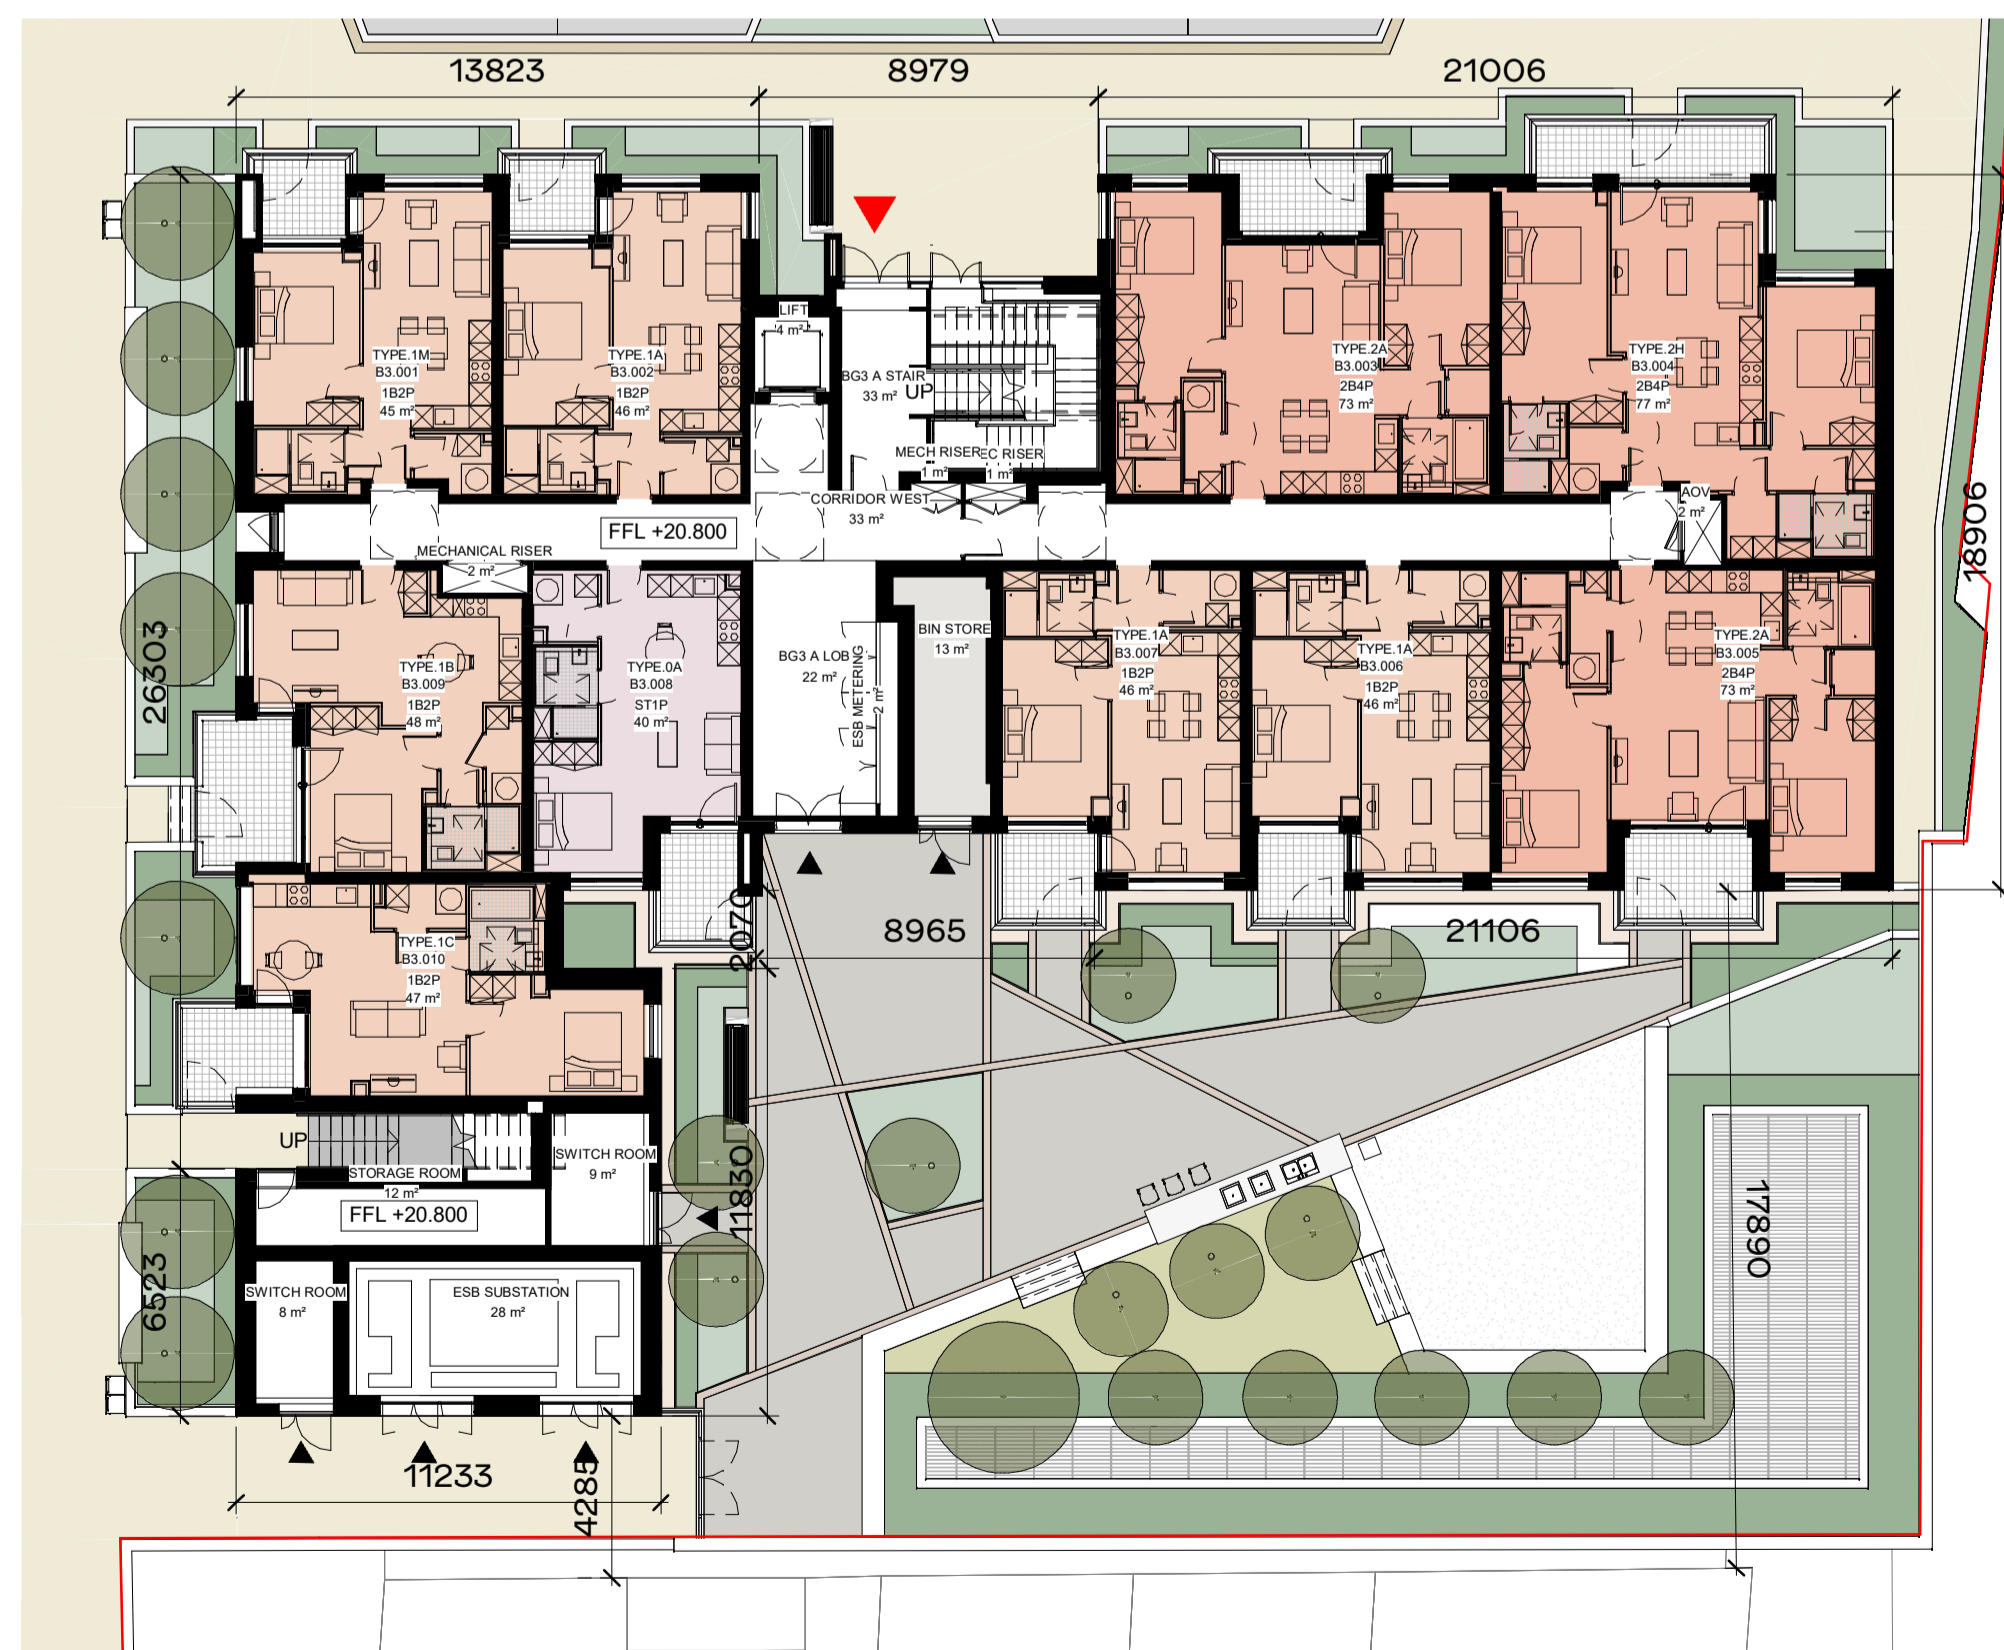 13823
8979
21006
LIFT
4 m²
TYPE.1M
B3.001
1B2P
45 m²
TYPE.1A
B3.002
1B2P
46 m²
BG3 A STAIR
33 m²
UP
TYPE.2A
B3.003
2B4P
73 m²
TYPE.2H
B3.004
2B4P
77 m²
MECH RISER
1 m²
EC RISER
1 m²
CORRIDOR WEST
33 m²
AOV
2 m²
FFL +20.800
MECHANICAL RISER
2 m²
18906
26303
TYPE.1B
B3.009
1B2P
48 m²
TYPE.0A
B3.008
ST1P
40 m²
BG3 A LOB
22 m²
ESB METERING
2 m²
BIN STORE
13 m²
TYPE.1A
B3.007
1B2P
46 m²
TYPE.1A
B3.006
1B2P
46 m²
TYPE.2A
B3.005
2B4P
73 m²
2070
8965
21106
TYPE.1C
B3.010
1B2P
47 m²
UP
STORAGE ROOM
12 m²
FFL +20.800
SWITCH ROOM
9 m²
11830
17890
6523
SWITCH ROOM
8 m²
ESB SUBSTATION
28 m²
11233
4285